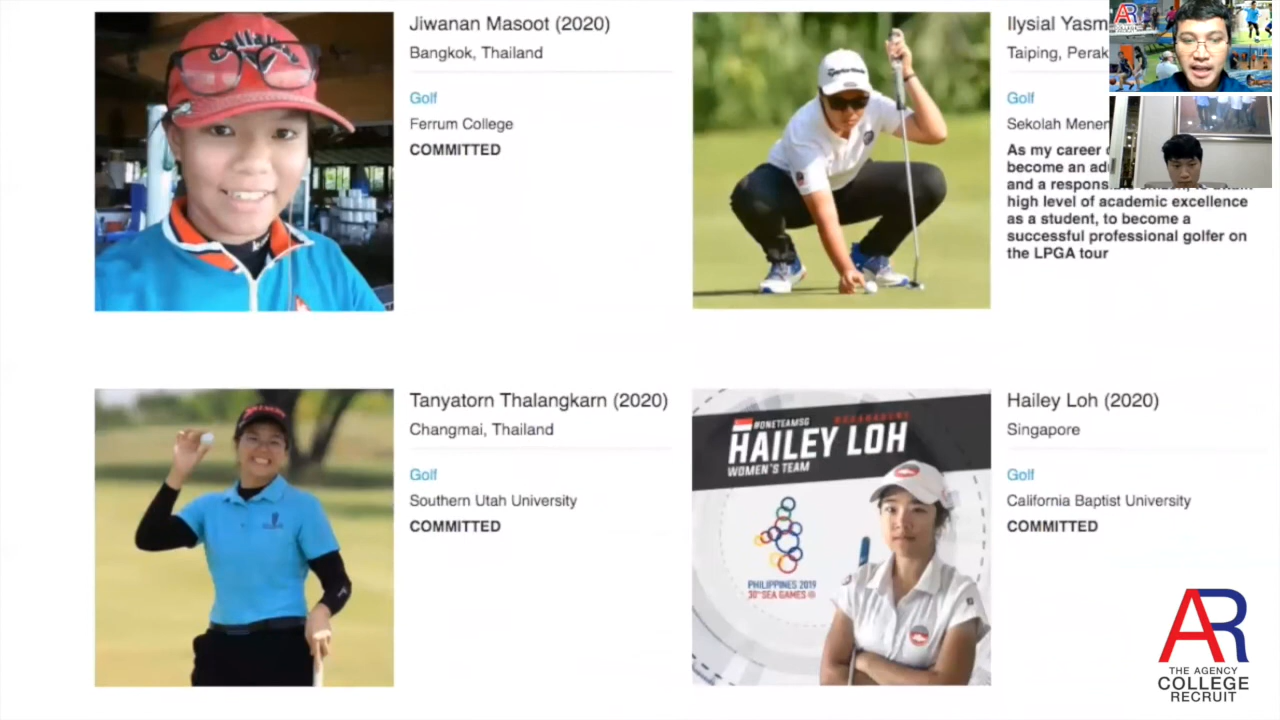 Jiwanan Masoot (2020)
Bangkok, Thailand
Golf
Ferrum College
COMMITTED
Ilysial Yasm
Taiping, Perak
Golf
Sekolah Mener
As my career
become an
and a
high level of academic excellence
as a student, to become a
successful professional golfer on
the LPGA tour
Tanyatorn Thalangkarn (2020)
Changmai, Thailand
Golf
Southern Utah University
COMMITTED
#ONETEAMSG
HAILEY LOH
WOMEN'S TEAM
PHILIPPINES 2019
30th SEA GAMES
Hailey Loh (2020)
Singapore
Golf
California Baptist University
COMMITTED
AR
THE AGENCY
COLLEGE
RECRUIT